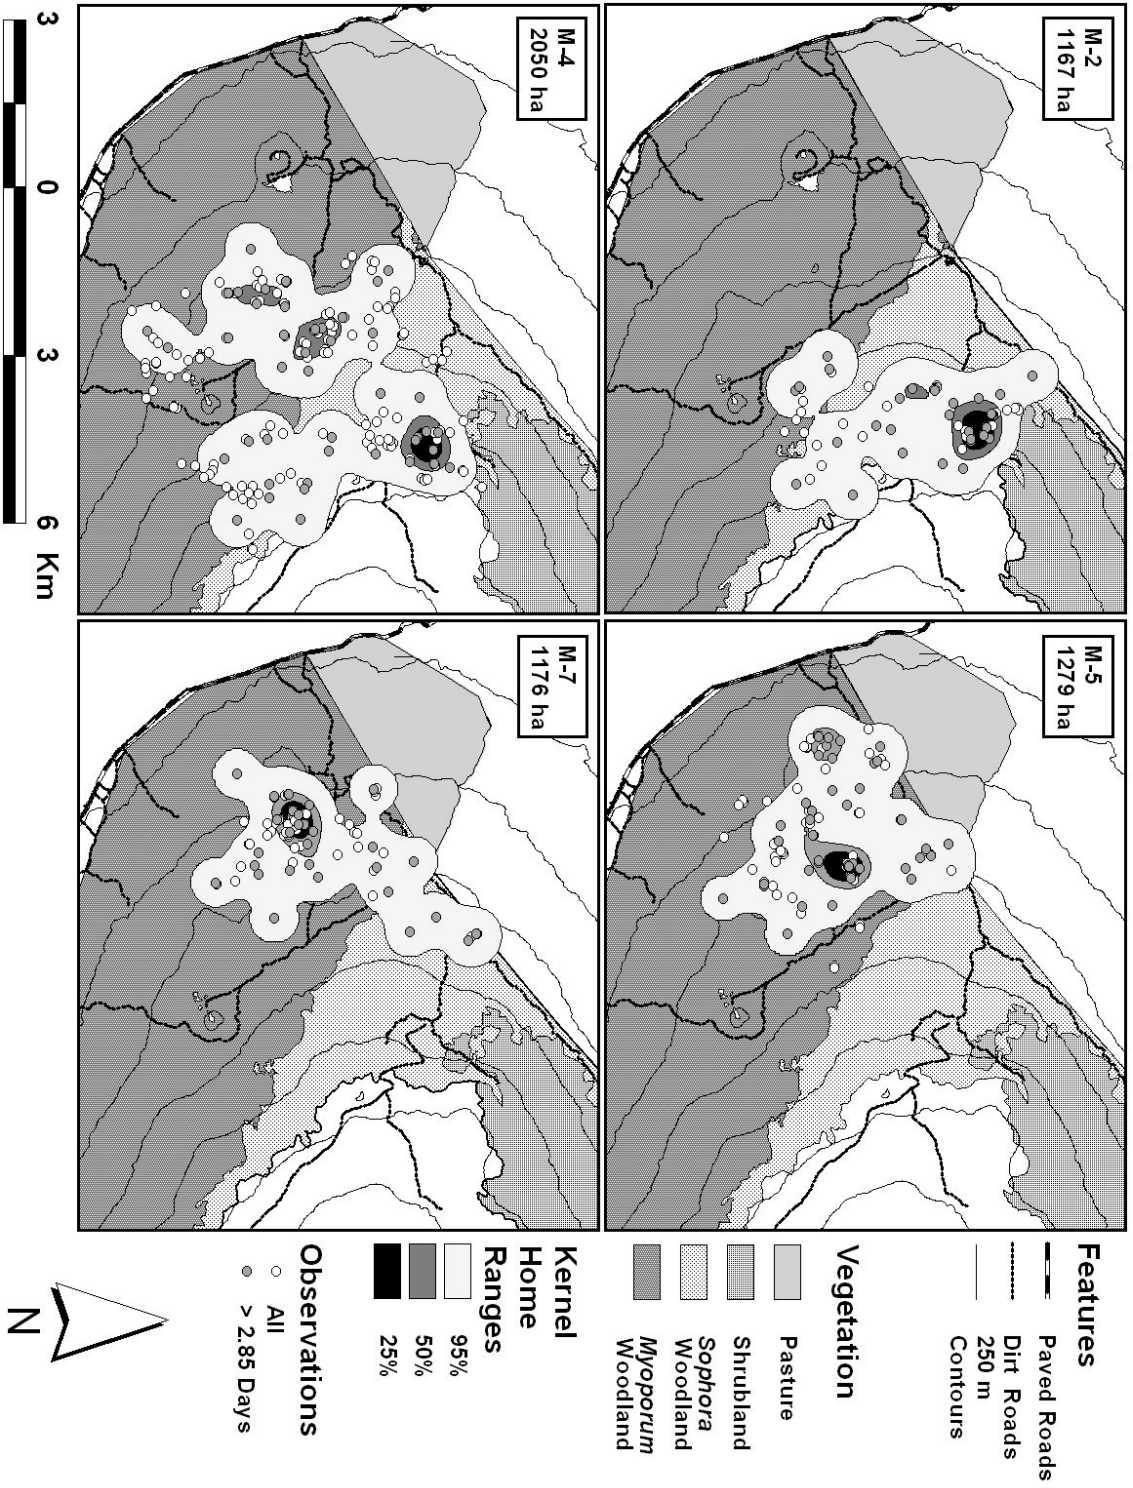 M-2
1167 ha
M-5
1279 ha
M-4
2050 ha
M-7
1176 ha
Features
Paved Roads
Dirt Roads
250 m
Contours
Vegetation
Pasture
Shrubland
Sophora
Woodland
Myoporum
Woodland
Kernel
Home
Ranges
95%
50%
25%
Observations
All
> 2.85 Days
3 0 3 6 Km
N